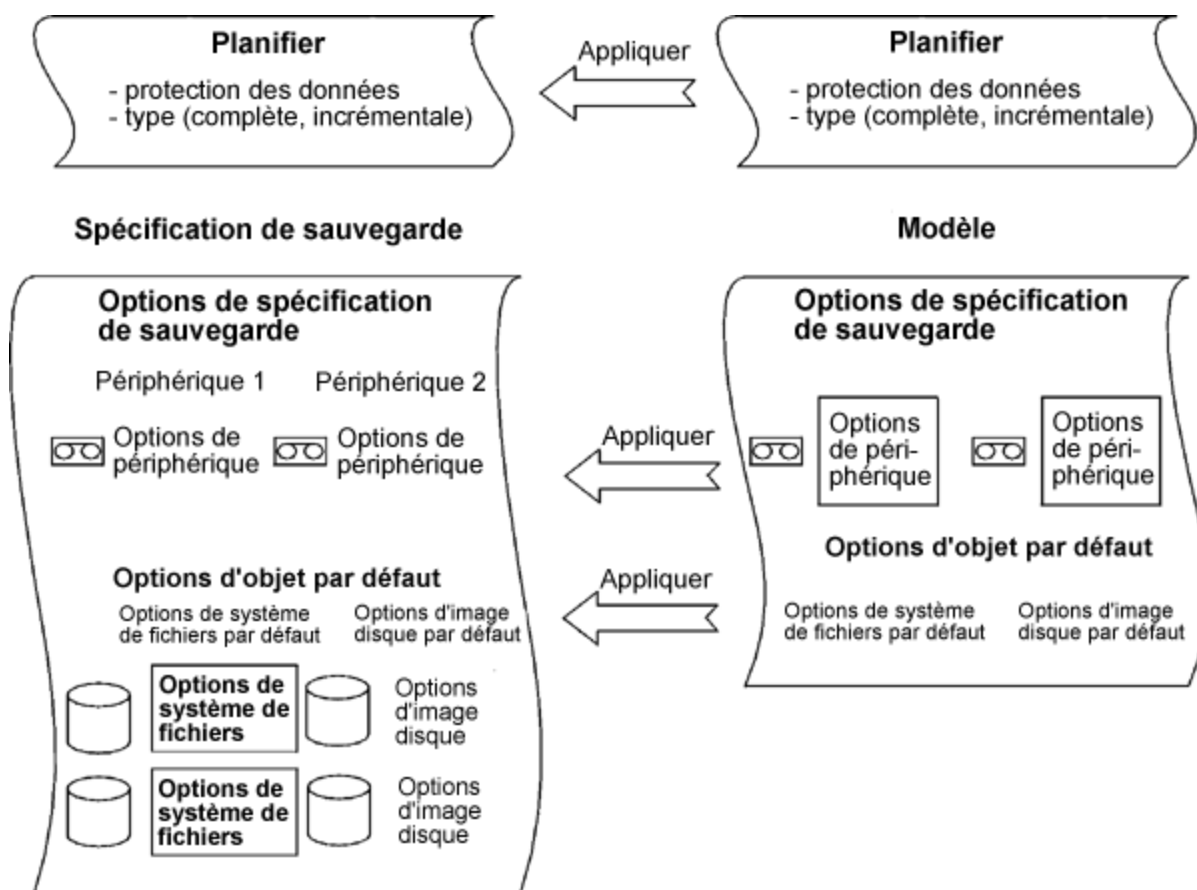 Planifier
- protection des données
- type (complète, incrémentale)
Appliquer
Planifier
- protection des données
- type (complète, incrémentale)
Spécification de sauvegarde
Modèle
Options de spécification
de sauvegarde
Périphérique 1
Périphérique 2
Options de
périphérique
Options de
périphérique
Appliquer
Options de spécification
de sauvegarde
Options
de péri-
phérique
Options
de péri-
phérique
Options d'objet par défaut
Options de système
de fichiers par défaut
Options d'image
disque par défaut
Appliquer
Options d'objet par défaut
Options de système
de fichiers par défaut
Options d'image
disque par défaut
Options de
système de
fichiers
Options
d'image
disque
Options de
système de
fichiers
Options
d'image
disque